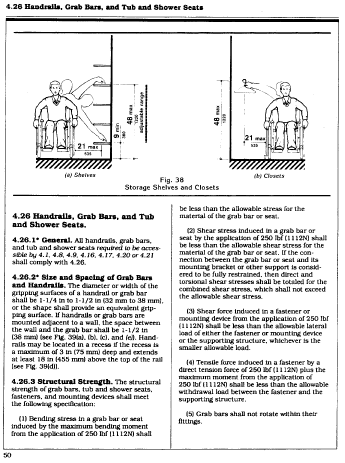 4.26 Handrails, Grab Bars, and Tub and Shower Seats
48 max
1220
9 min
230
adjustable range
21 max
535
(a) Shelves
48 max
1220
21 max
535
(b) Closets
Fig. 38
Storage Shelves and Closets
4.26 Handrails, Grab Bars, and Tub
and Shower Seats.
4.26.1* General. All handrails, grab bars,
and tub and shower seats required to be acces-
sible by 4.1, 4.8, 4.9, 4.16, 4.17, 4.20 or 4.21
shall comply with 4.26.
4.26.2* Size and Spacing of Grab Bars
and Handrails. The diameter or width of the
gripping surfaces of a handrail or grab bar
shall be 1-1/4 in to 1-1/2 in (32 mm to 38 mm),
or the shape shall provide an equivalent grip-
ping surface. If handrails or grab bars are
mounted adjacent to a wall, the space between
the wall and the grab bar shall be 1-1/2 in
(38 mm) (see Fig. 39(a), (b), (c), and (e)). Hand-
rails may be located in a recess if the recess is
a maximum of 3 in (75 mm) deep and extends
at least 18 in (455 mm) above the top of the rail
(see Fig. 39(d)).
4.26.3 Structural Strength. The structural
strength of grab bars, tub and shower seats,
fasteners, and mounting devices shall meet
the following specification:
(1) Bending stress in a grab bar or seat
induced by the maximum bending moment
from the application of 250 lbf (1112N) shall
be less than the allowable stress for the
material of the grab bar or seat.
(2) Shear stress induced in a grab bar or
seat by the application of 250 lbf (1112N) shall
be less than the allowable shear stress for the
material of the grab bar or seat. If the con-
nection between the grab bar or seat and its
mounting bracket or other support is consid-
ered to be fully restrained, then direct and
torsional shear stresses shall be totaled for the
combined shear stress, which shall not exceed
the allowable shear stress.
(3) Shear force induced in a fastener or
mounting device from the application of 250 lbf
(1112N) shall be less than the allowable lateral
load of either the fastener or mounting device
or the supporting structure, whichever is the
smaller allowable load.
(4) Tensile force induced in a fastener by a
direct tension force of 250 lbf (1112N) plus the
maximum moment from the application of
250 lbf (1112N) shall be less than the allowable
withdrawal load between the fastener and the
supporting structure.
(5) Grab bars shall not rotate within their
fittings.
50